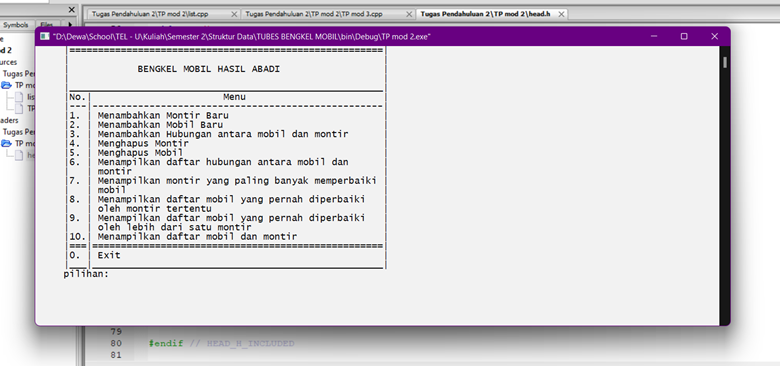 Tugas Pendahuluan 2\TP mod 2\list.cpp
Tugas Pendahuluan 2\TP mod 2\TP mod 3.cpp
Tugas Pendahuluan 2\TP mod 2\head.h
Symbols
Files
"D:\Dewa\School\TEL - U\Kuliah\Semester 2\Struktur Data\TUBES BENGKEL MOBIL\bin\Debug\TP mod 2.exe"
BENGKEL MOBIL HASIL ABADI
No.| Menu
1. | Menambahkan Montir Baru
2. | Menambahkan Mobil Baru
3. | Menambahkan Hubungan antara mobil dan montir
4. | Menghapus Montir
5. | Menghapus Mobil
6. | Menampilkan daftar hubungan antara mobil dan
montir
7. | Menampilkan montir yang paling banyak memperbaiki
mobil
8. | Menampilkan daftar mobil yang pernah diperbaiki
oleh montir tertentu
9. | Menampilkan daftar mobil yang pernah diperbaiki
oleh lebih dari satu montir
10.| Menampilkan daftar mobil dan montir
0. | Exit
pilihan:
79
80 #endif // HEAD_H_INCLUDED
81